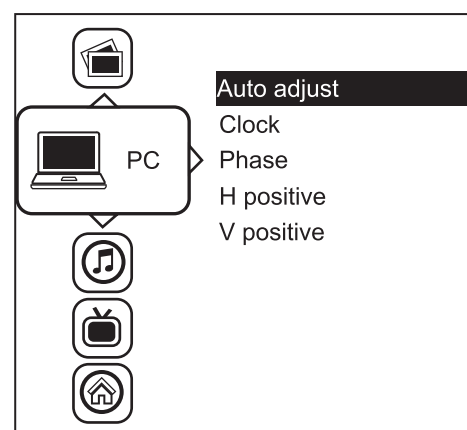 PC
Auto adjust
Clock
Phase
H positive
V positive